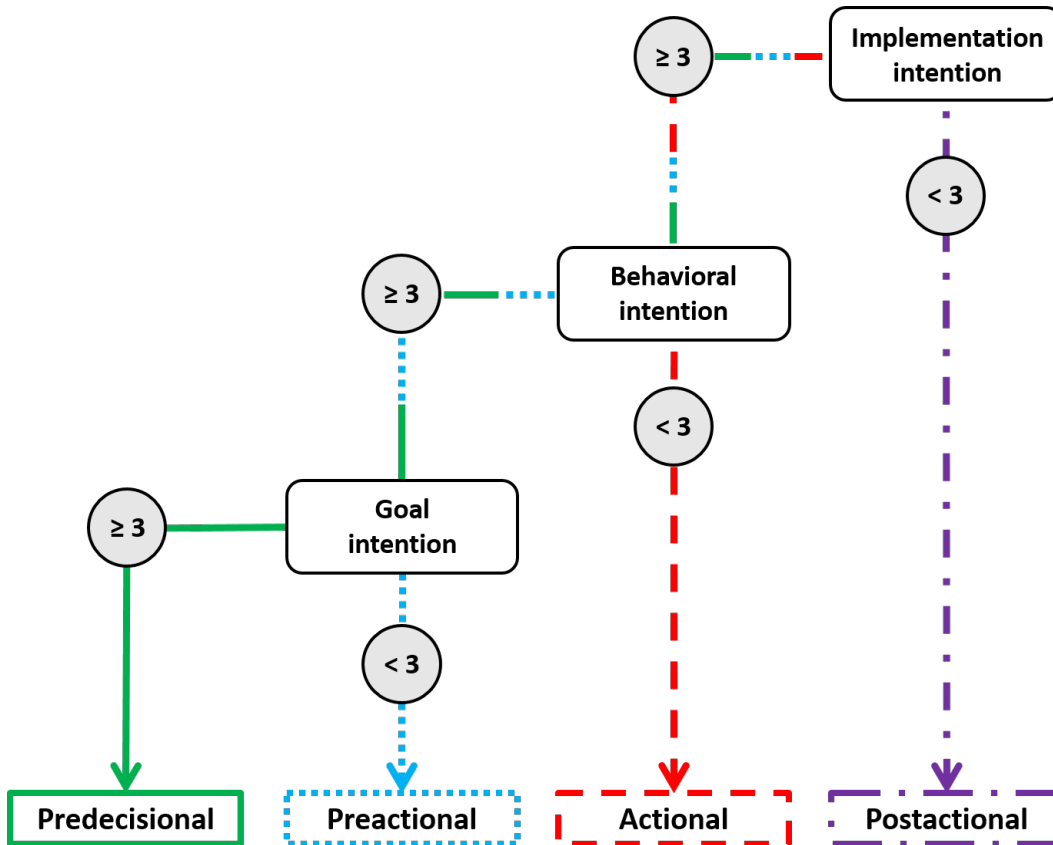 ≥ 3
Implementation
intention
< 3
≥ 3
Behavioral
intention
< 3
≥ 3
Goal
intention
< 3
Predecisional
Preactional
Actional
Postactional